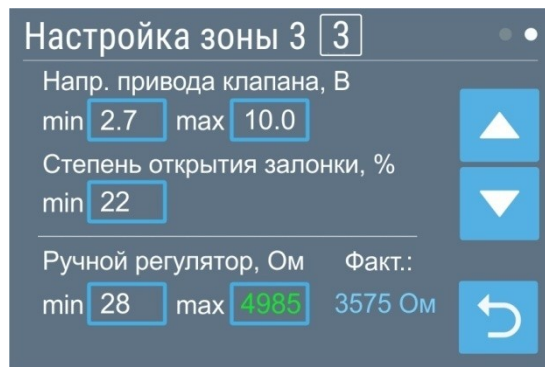 Настройка зоны 3 3
Напр. привода клапана, В
min 2.7 max 10.0
Степень открытия залонки, %
min 22
Ручной регулятор, Ом Факт.:
min 28 max 4985 3575 Ом